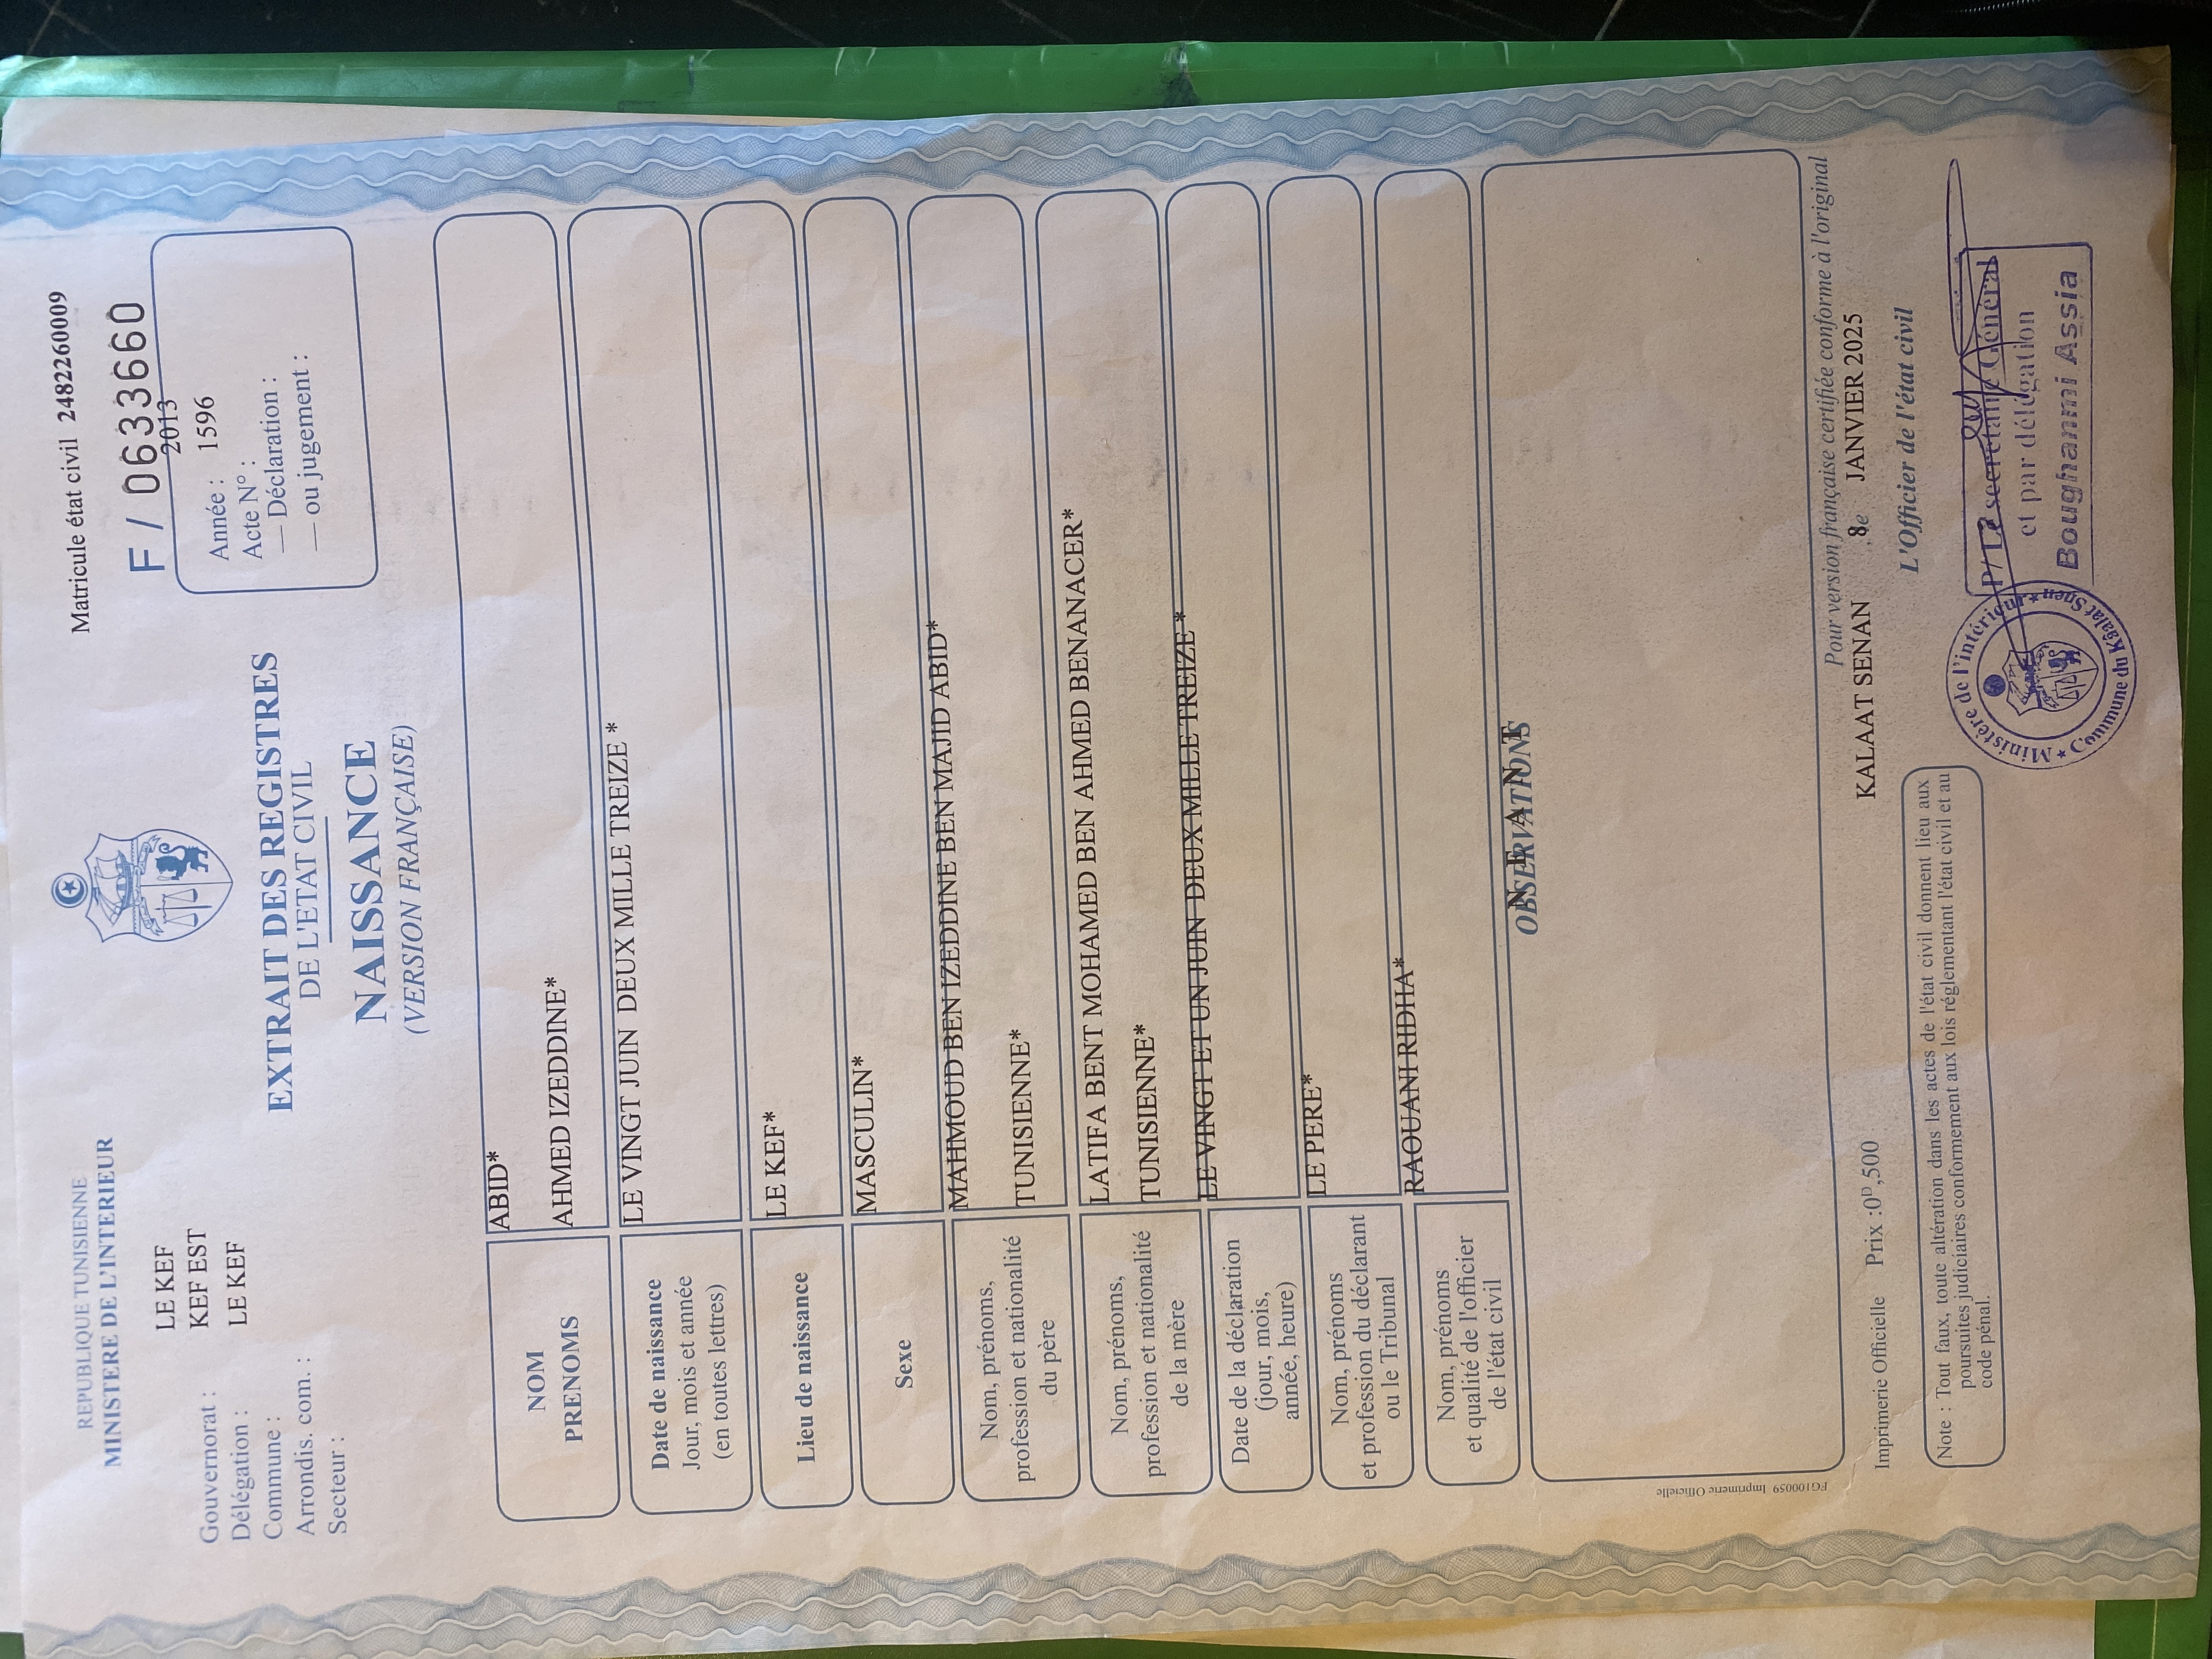 REPUBLIQUE TUNISIENNE
MINISTERE DE L'INTERIEUR
Matricule état civil 2482260009
F / 0633660
LE KEF
KEF EST
LE KEF
Gouvernorat :
Délégation :
Commune :
Arrondis. com. :
Secteur :
2013
Année :
1596
Acte N° :
— Déclaration :
— ou jugement :
EXTRAIT DES REGISTRES
DE L'ETAT CIVIL
NAISSANCE
(VERSION FRANÇAISE)
NOM
PRENOMS
ABID*
AHMED IZEDDINE*
Date de naissance
Jour, mois et année
(en toutes lettres)
LE VINGT JUIN DEUX MILLE TREIZE *
Lieu de naissance
LE KEF*
Sexe
MASCULIN*
Nom, prénoms,
profession et nationalité
du père
MAHMOUD BEN IZEDDINE BEN MAJID ABID*
TUNISIENNE*
Nom, prénoms,
profession et nationalité
de la mère
LATIFA BENT MOHAMED BEN AHMED BENANACER*
TUNISIENNE*
Date de la déclaration
(jour, mois,
année, heure)
LE VINGT ET UN JUIN DEUX MILLE TREIZE *
Nom, prénoms
et profession du déclarant
ou le Tribunal
LE PERE*
Nom, prénoms
et qualité de l'officier
de l'état civil
RAOUANI RIDHA*
N E A N T
OBSERVATIONS
FG100059 Imprimerie Officielle
Pour version française certifiée conforme à l'original
KALAAT SENAN 8 le JANVIER 2025
L'Officier de l'état civil
Imprimerie Officielle Prix :0ᴰ,500
Note : Tout faux, toute altération dans les actes de l'état civil donnent lieu aux
poursuites judiciaires conformement aux lois réglementant l'état civil et au
code pénal.
P/ Le secrétaire Général
et par délégation
Boughanmi Assia
Ministère de l'intérieur
Commune du Kâalat Snen